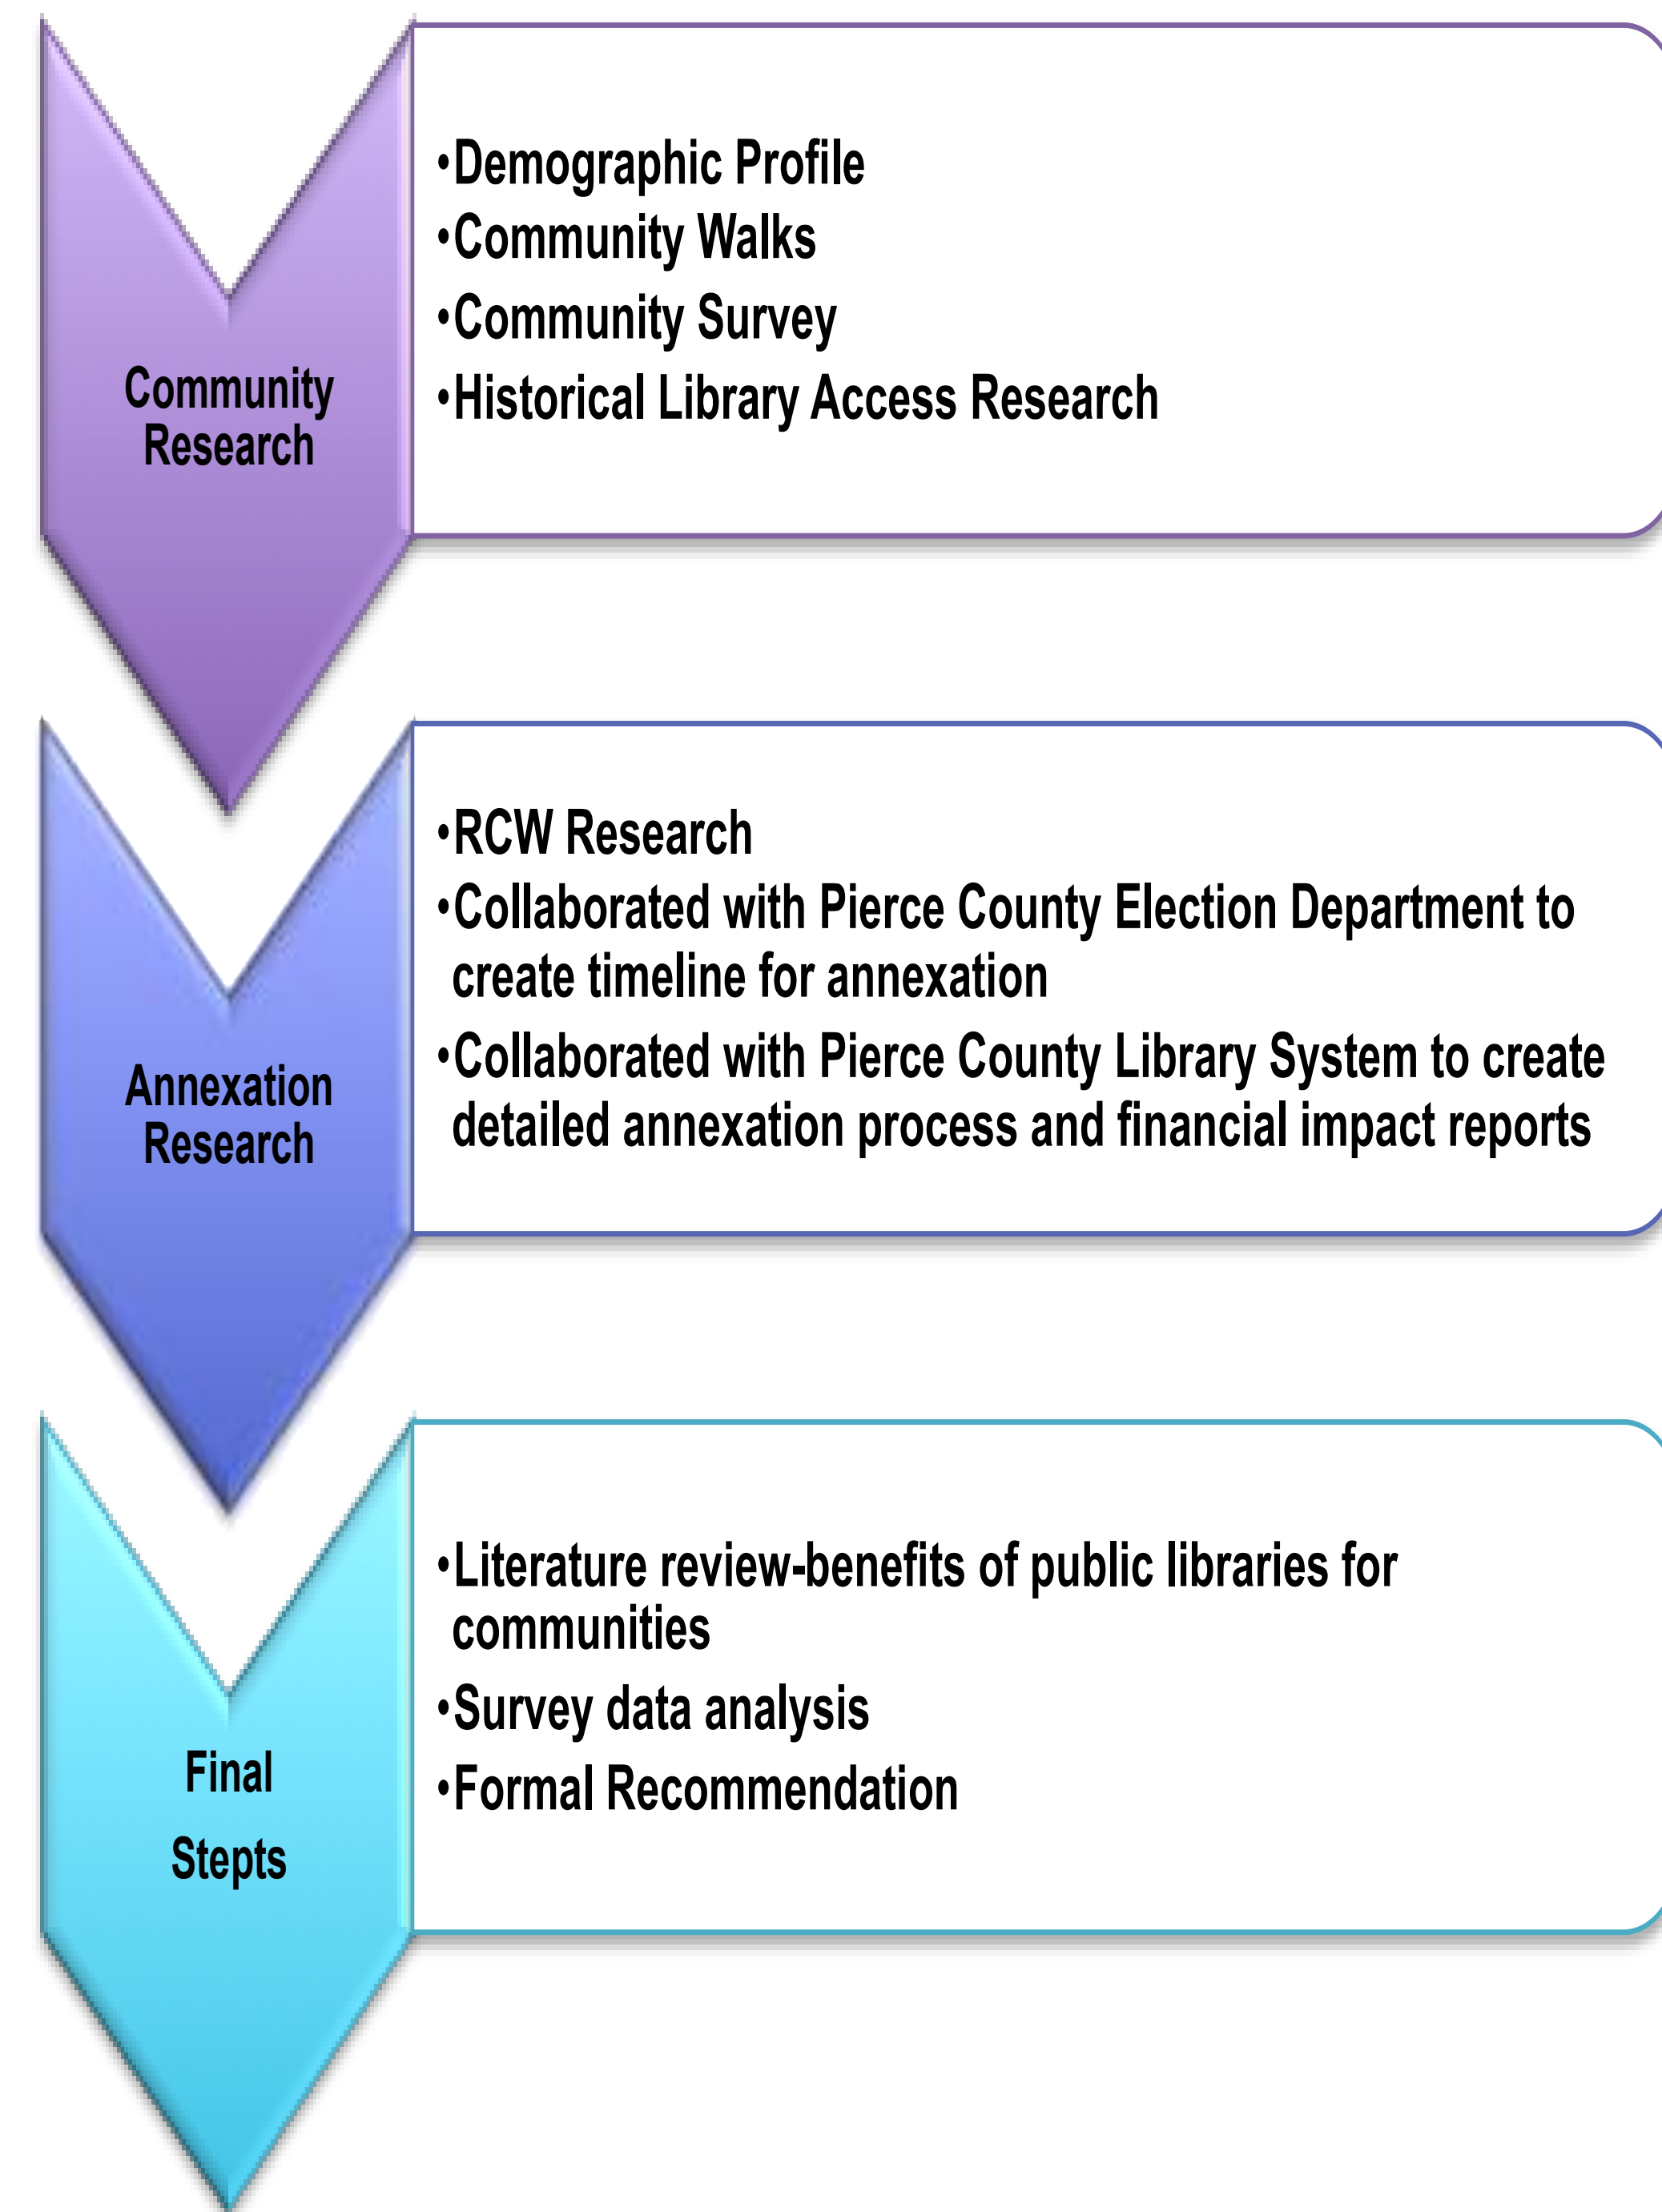 Community
Research
•Demographic Profile
•Community Walks
•Community Survey
•Historical Library Access Research
Annexation
Research
•RCW Research
•Collaborated with Pierce County Election Department to
create timeline for annexation
•Collaborated with Pierce County Library System to create
detailed annexation process and financial impact reports
Final
Stepts
•Literature review-benefits of public libraries for
communities
•Survey data analysis
•Formal Recommendation